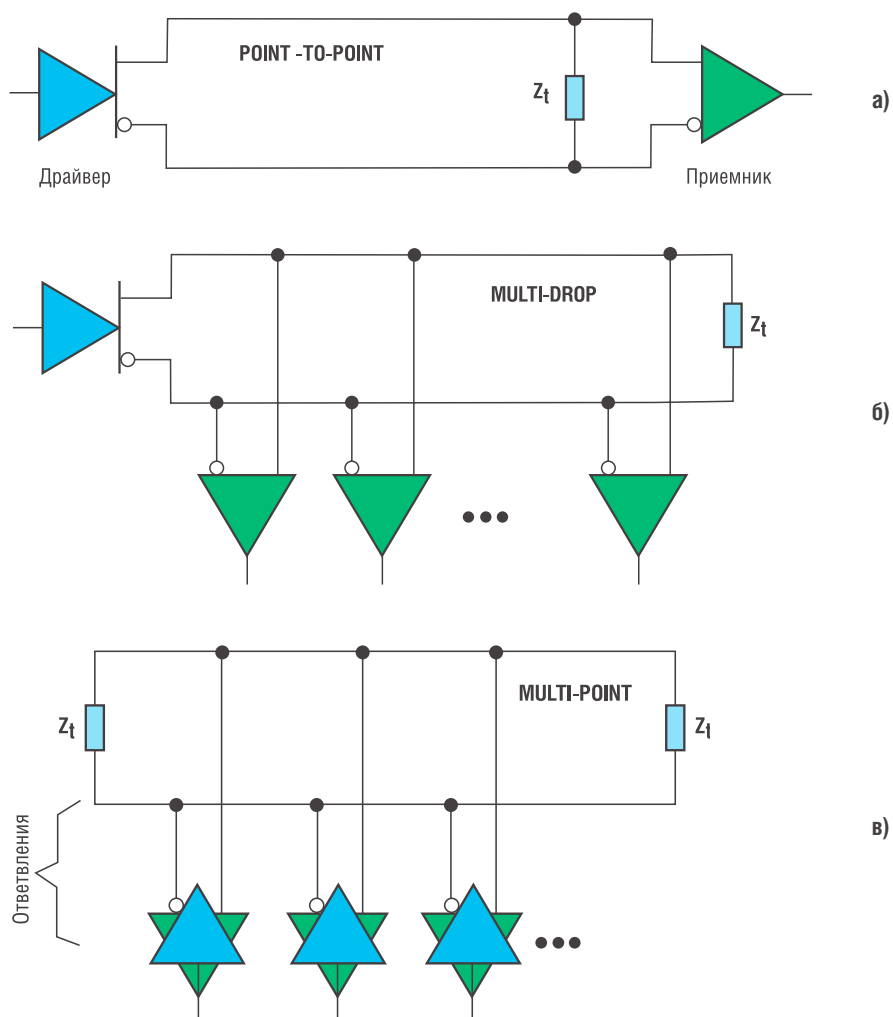 POINT -TO-POINT
Zt
а)
Драйвер
Приемник
MULTI-DROP
Zt
б)
MULTI-POINT
Zt
Zt
в)
Ответвления